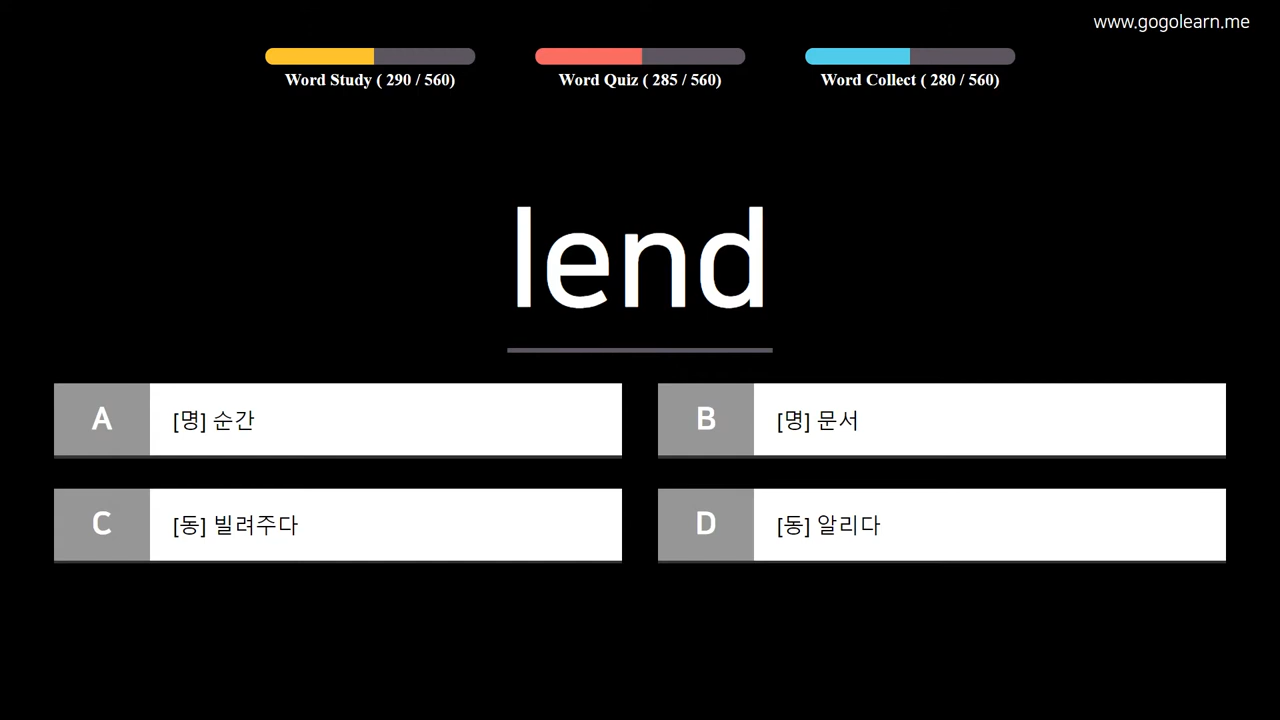 www.gogolearn.me
Word Study ( 290 / 560)
Word Quiz ( 285 / 560)
Word Collect ( 280 / 560)
lend
A [명] 순간
B [명] 문서
C [동] 빌려주다
D [동] 알리다